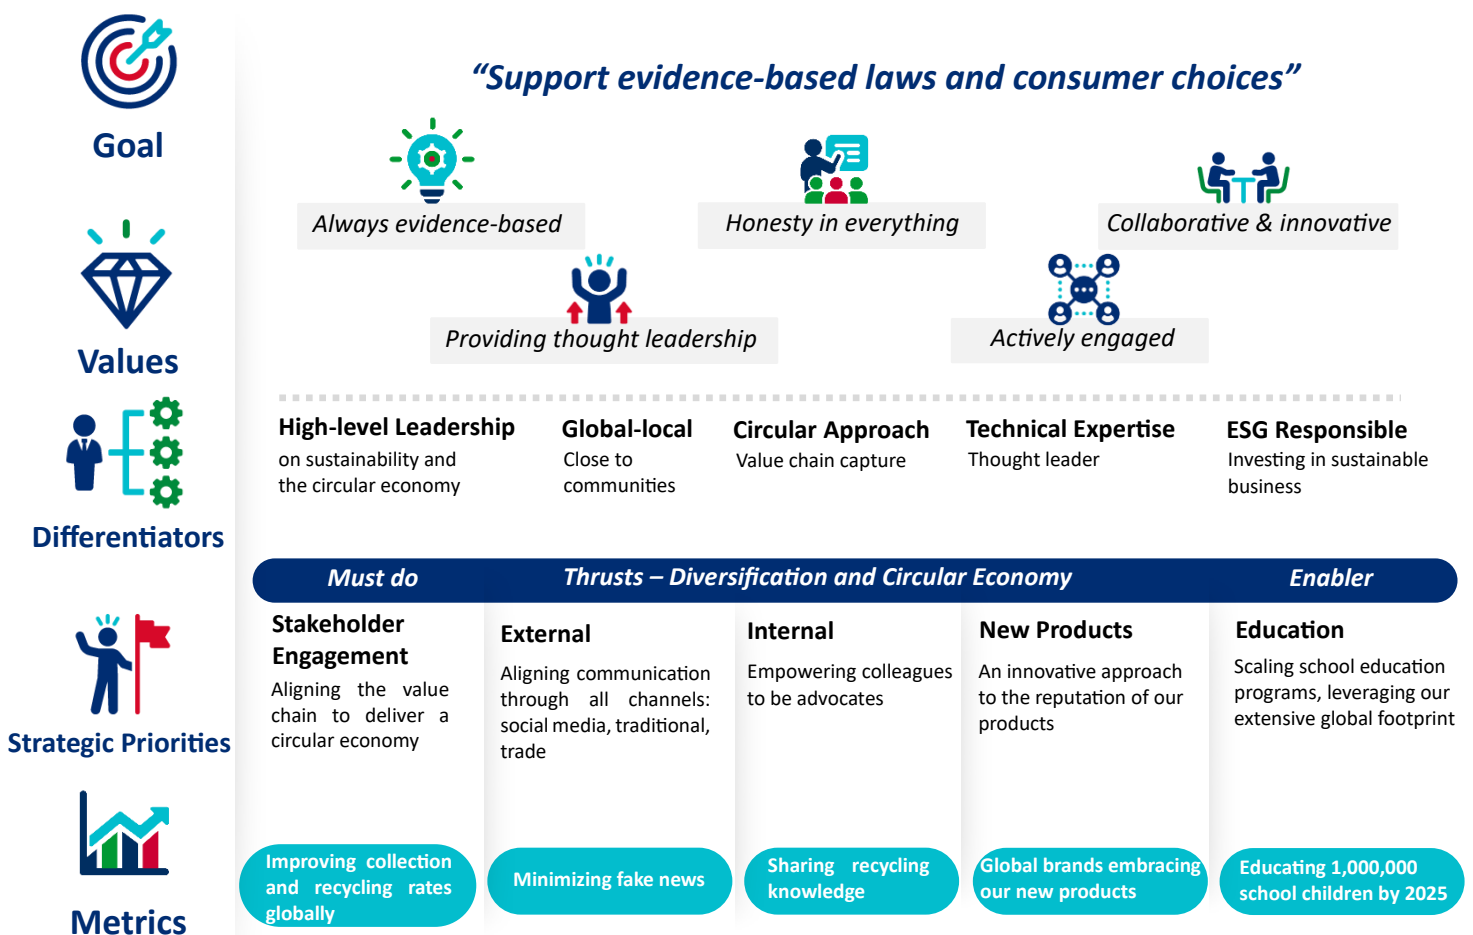 Goal
“Support evidence-based laws and consumer choices”
Values
Always evidence-based
Honesty in everything
Collaborative & innovative
Providing thought leadership
Actively engaged
Differentiators
High-level Leadership
on sustainability and
the circular economy
Global-local
Close to
communities
Circular Approach
Value chain capture
Technical Expertise
Thought leader
ESG Responsible
Investing in sustainable
business
Strategic Priorities
Must do
Thrusts – Diversification and Circular Economy
Enabler
Stakeholder
Engagement
Aligning the value
chain to deliver a
circular economy
External
Aligning communication
through all channels:
social media, traditional,
trade
Internal
Empowering colleagues
to be advocates
New Products
An innovative approach
to the reputation of our
products
Education
Scaling school education
programs, leveraging our
extensive global footprint
Metrics
Improving collection
and recycling rates
globally
Minimizing fake news
Sharing recycling
knowledge
Global brands embracing
our new products
Educating 1,000,000
school children by 2025